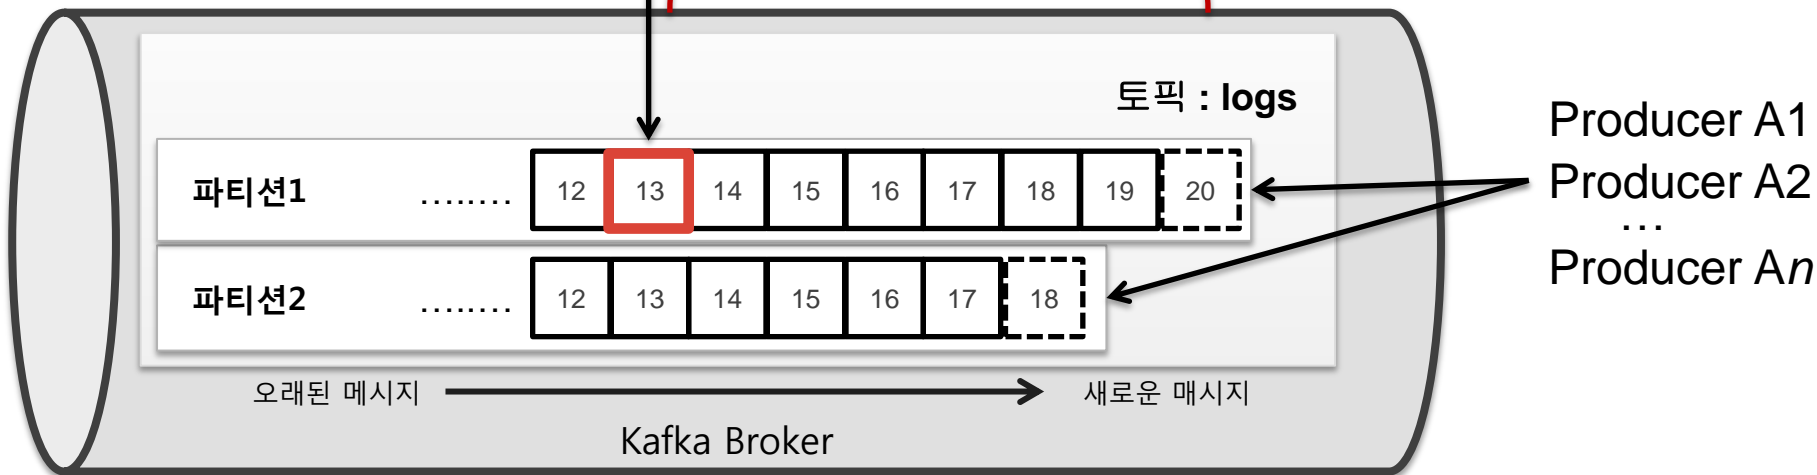 토픽 : logs
파티션1 ........ 12 13 14 15 16 17 18 19 20
파티션2 ........ 12 13 14 15 16 17 18
오래된 메시지 새로운 매시지
Kafka Broker
Producer A1
Producer A2
...
Producer An